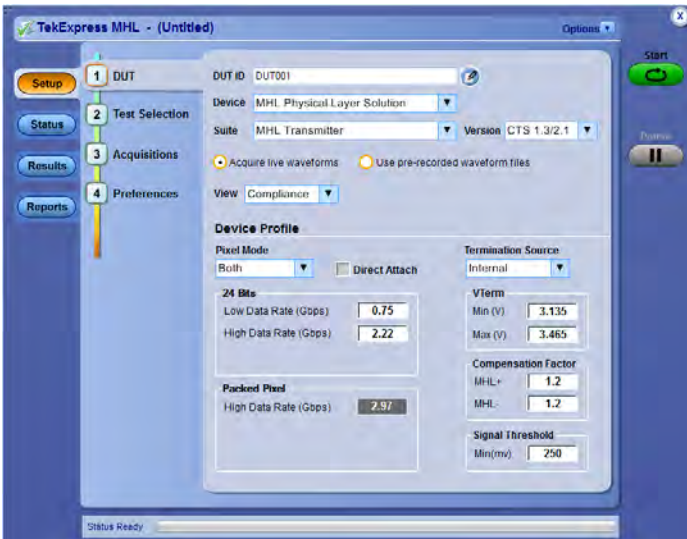 TekExpress MHL - (Untitled)
Options
x
Start
Setup
Status
Results
Reports
1 DUT
2 Test Selection
3 Acquisitions
4 Preferences
DUT ID DUT001
Device MHL Physical Layer Solution
Suite MHL Transmitter Version CTS 1.3/2.1
Acquire live waveforms Use pre-recorded waveform files
View Compliance
Device Profile
Pixel Mode
Both
Direct Attach
Termination Source
Internal
24 Bits
Low Data Rate (Gbps) 0.75
High Data Rate (Gbps) 2.22
Packed Pixel
High Data Rate (Gbps) 2.97
VTerm
Min (V) 3.135
Max (V) 3.465
Compensation Factor
MHL+ 1.2
MHL- 1.2
Signal Threshold
Min(mv) 250
Pause
Status Ready